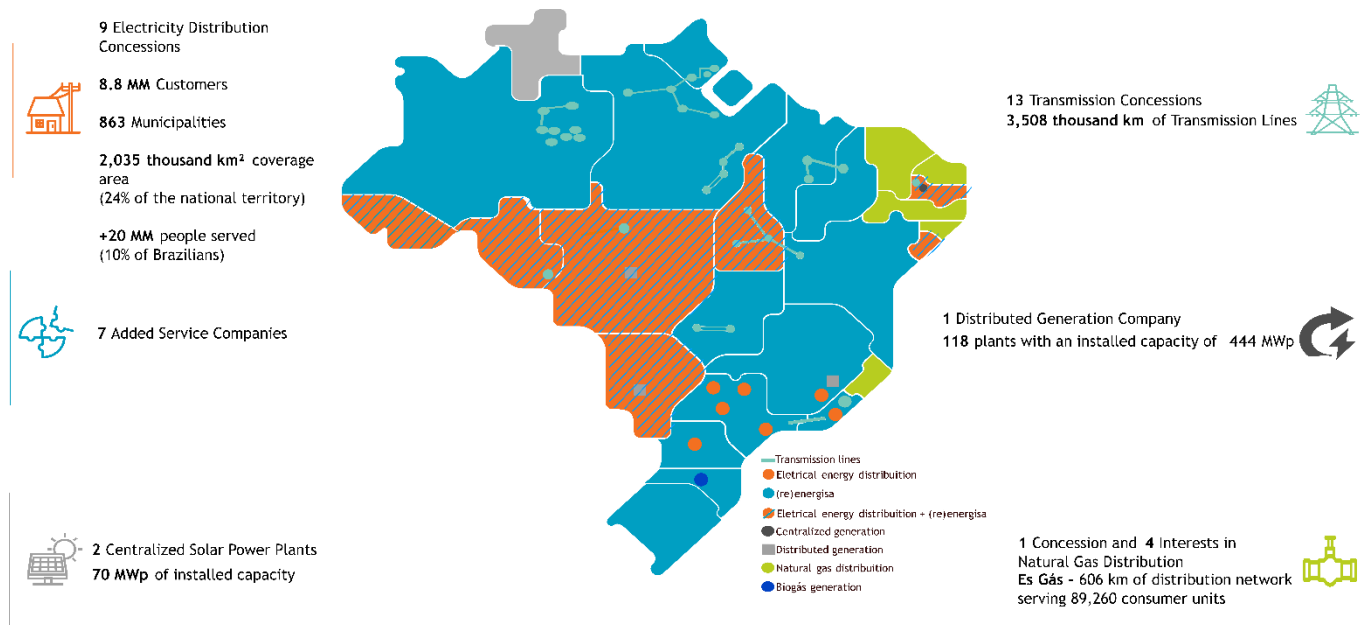 9 Electricity Distribution
Concessions
8.8 MM Customers
863 Municipalities
2,035 thousand km² coverage
area
(24% of the national territory)
+20 MM people served
(10% of Brazilians)
7 Added Service Companies
2 Centralized Solar Power Plants
70 MWp of installed capacity
13 Transmission Concessions
3,508 thousand km of Transmission Lines
1 Distributed Generation Company
118 plants with an installed capacity of 444 MWp
Transmission lines
Eletrical energy distribuition
(re)energisa
Eletrical energy distribuition + (re)energisa
Centralized generation
Distributed generation
Natural gas distribuition
Biogás generation
1 Concession and 4 Interests in
Natural Gas Distribution
Es Gás - 606 km of distribution network
serving 89,260 consumer units